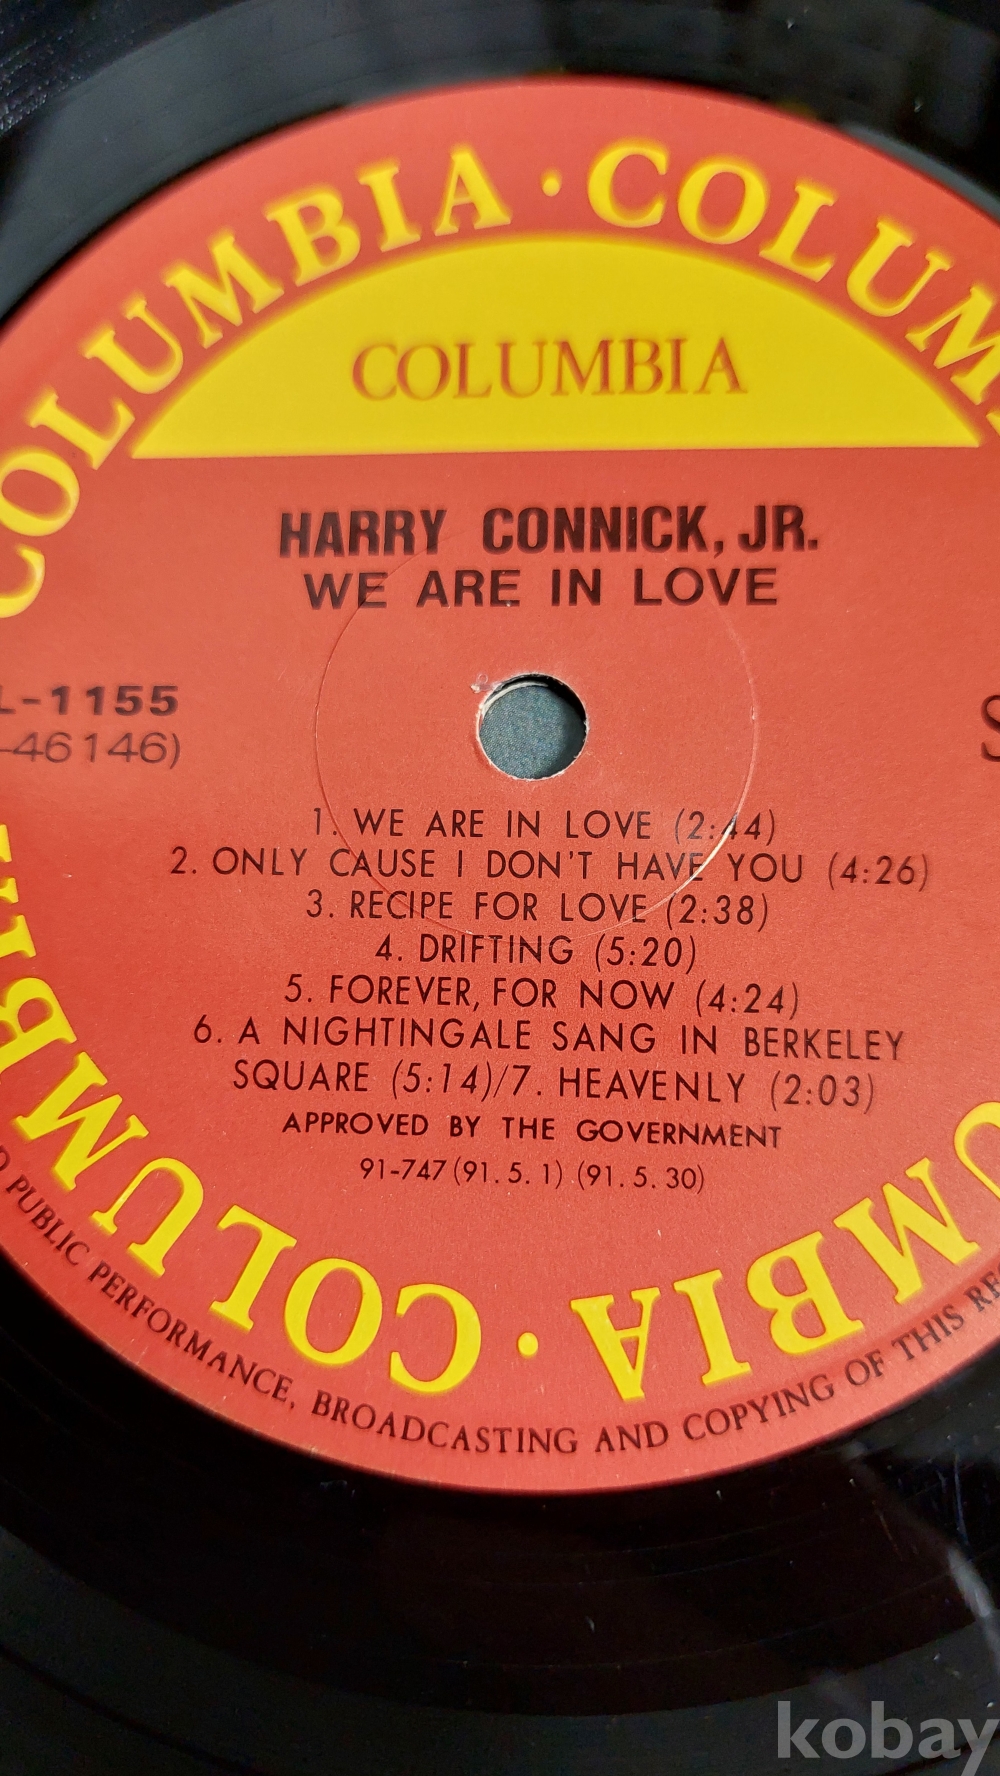 COLUMBIA · COLUMBIA
COLUMBIA
HARRY CONNICK, JR.
WE ARE IN LOVE
L-1155
-46146)
S
1. WE ARE IN LOVE (2:44)
2. ONLY CAUSE I DON'T HAVE YOU (4:26)
3. RECIPE FOR LOVE (2:38)
4. DRIFTING (5:20)
5. FOREVER, FOR NOW (4:24)
6. A NIGHTINGALE SANG IN BERKELEY
SQUARE (5:14)/7. HEAVENLY (2:03)
APPROVED BY THE GOVERNMENT
91-747 (91. 5. 1) (91. 5. 30)
COLUMBIA · COLUMBIA
PUBLIC PERFORMANCE, BROADCASTING AND COPYING OF THIS
kobay